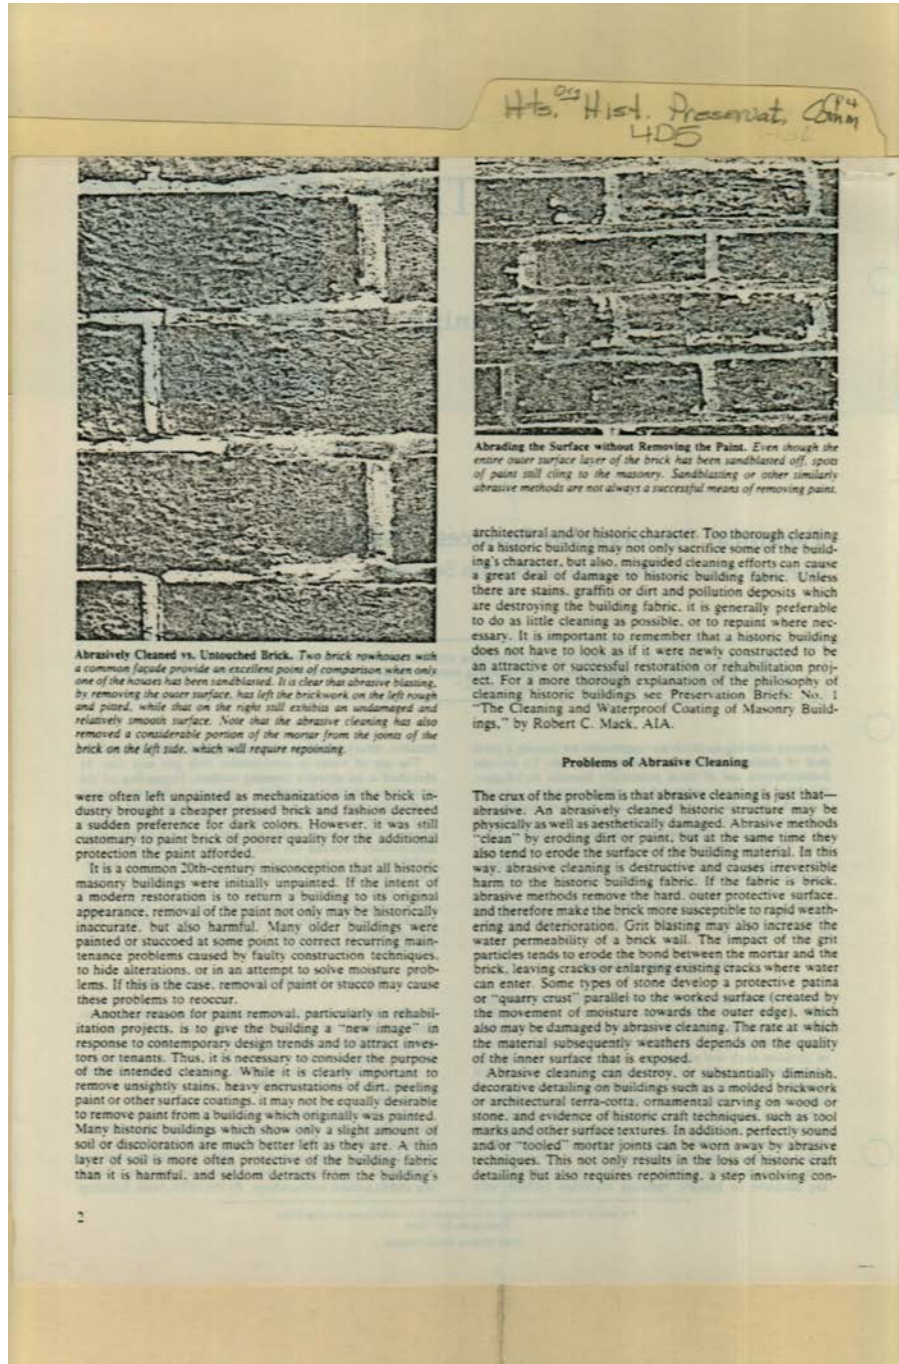 Hts. Org Hist. Preservat. Comm
4D5
Abrasively Cleaned vs. Untouched Brick. Two brick rowhouses with
a common façade provide an excellent point of comparison when only
one of the houses has been sandblasted. It is clear that abrasive blasting,
by removing the outer surface, has left the brickwork on the left rough
and pitted, while that on the right still exhibits an undamaged and
relatively smooth surface. Note that the abrasive cleaning has also
removed a considerable portion of the mortar from the joints of the
brick on the left side, which will require repointing.
were often left unpainted as mechanization in the brick in-
dustry brought a cheaper pressed brick and fashion decreed
a sudden preference for dark colors. However, it was still
customary to paint brick of poorer quality for the additional
protection the paint afforded.
It is a common 20th-century misconception that all historic
masonry buildings were initially unpainted. If the intent of
a modern restoration is to return a building to its original
appearance, removal of the paint not only may be historically
inaccurate, but also harmful. Many older buildings were
painted or stuccoed at some point to correct recurring main-
tenance problems caused by faulty construction techniques,
to hide alterations, or in an attempt to solve moisture prob-
lems. If this is the case, removal of paint or stucco may cause
these problems to reoccur.
Another reason for paint removal, particularly in rehabil-
itation projects, is to give the building a "new image" in
response to contemporary design trends and to attract inves-
tors or tenants. Thus, it is necessary to consider the purpose
of the intended cleaning. While it is clearly important to
remove unsightly stains, heavy encrustations of dirt, peeling
paint or other surface coatings, it may not be equally desirable
to remove paint from a building which originally was painted.
Many historic buildings which show only a slight amount of
soil or discoloration are much better left as they are. A thin
layer of soil is more often protective of the building fabric
than it is harmful, and seldom detracts from the building's
2
Abrading the Surface without Removing the Paint. Even though the
entire outer surface layer of the brick has been sandblasted off, spots
of paint still cling to the masonry. Sandblasting or other similarly
abrasive methods are not always a successful means of removing paint.
architectural and/or historic character. Too thorough cleaning
of a historic building may not only sacrifice some of the build-
ing's character, but also, misguided cleaning efforts can cause
a great deal of damage to historic building fabric. Unless
there are stains, graffiti or dirt and pollution deposits which
are destroying the building fabric, it is generally preferable
to do as little cleaning as possible, or to repaint where nec-
essary. It is important to remember that a historic building
does not have to look as if it were newly constructed to be
an attractive or successful restoration or rehabilitation proj-
ect. For a more thorough explanation of the philosophy of
cleaning historic buildings see Preservation Briefs: No. 1
"The Cleaning and Waterproof Coating of Masonry Build-
ings," by Robert C. Mack, AIA.
Problems of Abrasive Cleaning
The crux of the problem is that abrasive cleaning is just that—
abrasive. An abrasively cleaned historic structure may be
physically as well as aesthetically damaged. Abrasive methods
"clean" by eroding dirt or paint, but at the same time they
also tend to erode the surface of the building material. In this
way, abrasive cleaning is destructive and causes irreversible
harm to the historic building fabric. If the fabric is brick,
abrasive methods remove the hard, outer protective surface,
and therefore make the brick more susceptible to rapid weath-
ering and deterioration. Grit blasting may also increase the
water permeability of a brick wall. The impact of the grit
particles tends to erode the bond between the mortar and the
brick, leaving cracks or enlarging existing cracks where water
can enter. Some types of stone develop a protective patina
or "quarry crust" parallel to the worked surface (created by
the movement of moisture towards the outer edge), which
also may be damaged by abrasive cleaning. The rate at which
the material subsequently weathers depends on the quality
of the inner surface that is exposed.
Abrasive cleaning can destroy, or substantially diminish,
decorative detailing on buildings such as a molded brickwork
or architectural terra-cotta, ornamental carving on wood or
stone, and evidence of historic craft techniques, such as tool
marks and other surface textures. In addition, perfectly sound
and/or "tooled" mortar joints can be worn away by abrasive
techniques. This not only results in the loss of historic craft
detailing but also requires repointing, a step involving con-